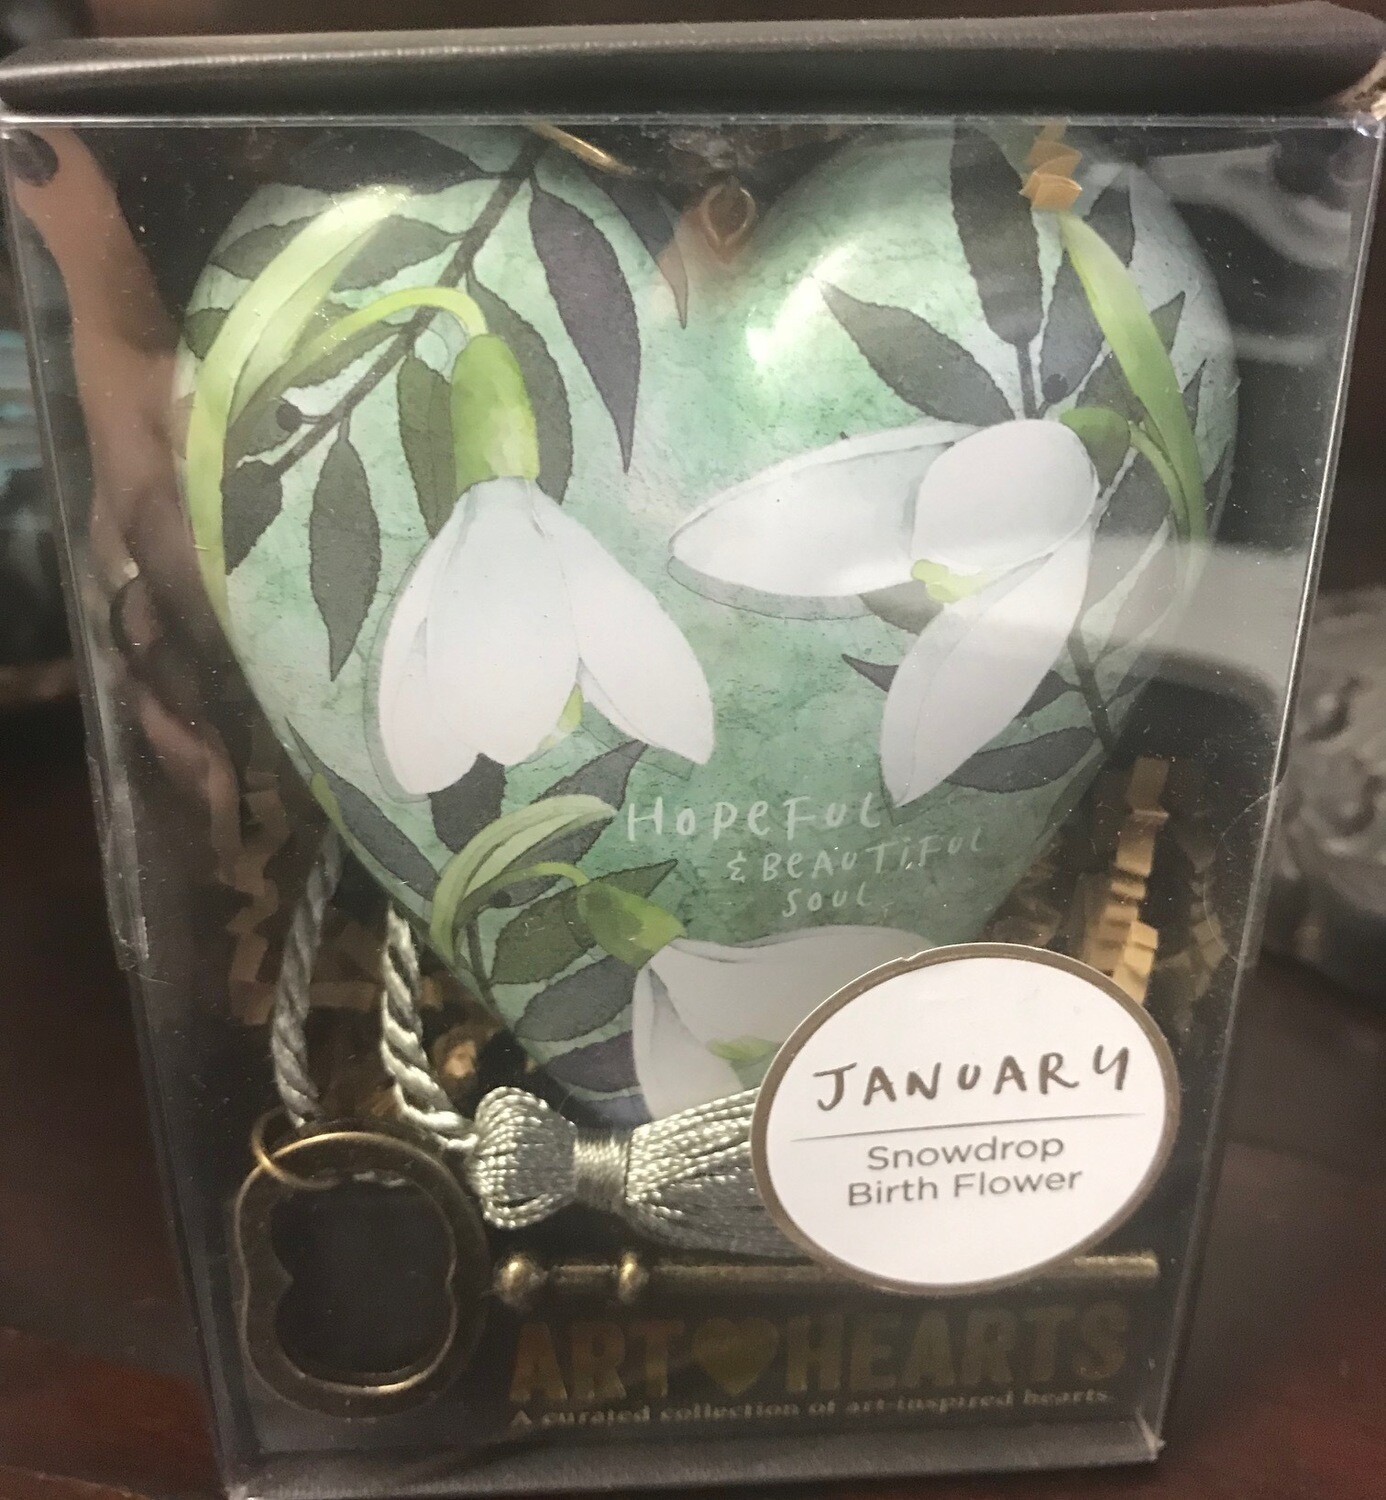 HOPEFUL
& BEAUTIFUL
SOUL
JANUARY
Snowdrop
Birth Flower
ART HEARTS
A curated collection of art-inspired hearts.